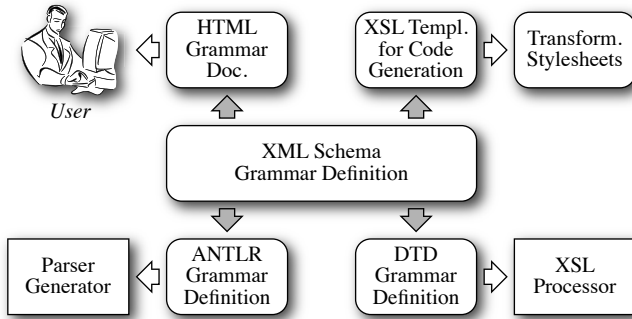 HTML
Grammar
Doc.
XSL Templ.
for Code
Generation
Transform.
Stylesheets
User
XML Schema
Grammar Definition
Parser
Generator
ANTLR
Grammar
Definition
DTD
Grammar
Definition
XSL
Processor